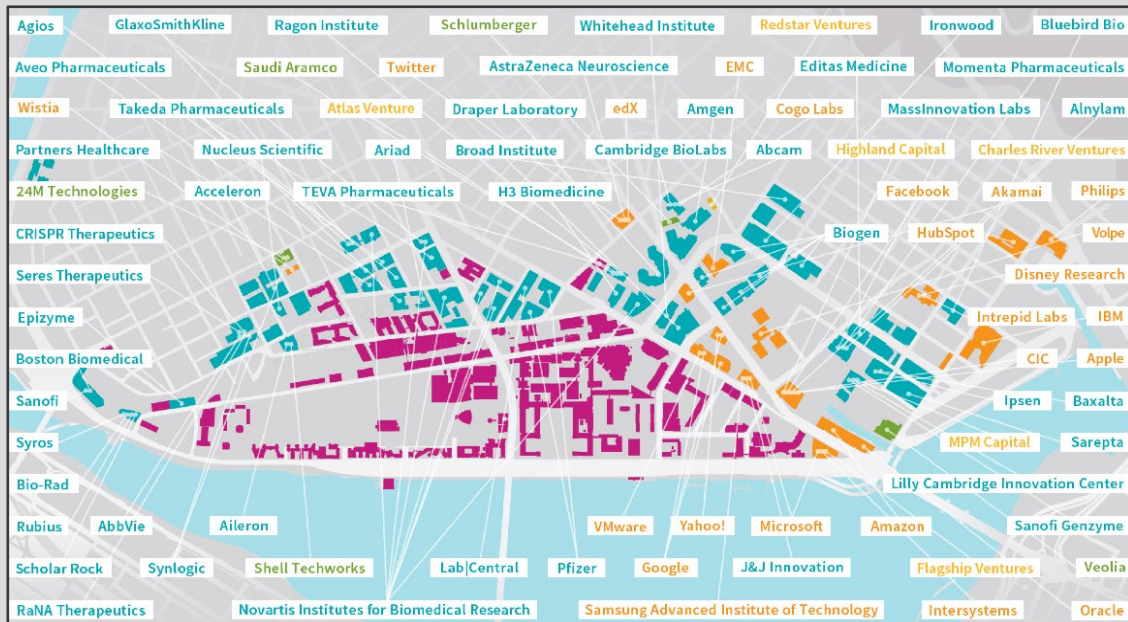 Agios GlaxoSmithKline Ragon Institute Schlumberger Whitehead Institute Redstar Ventures Ironwood Bluebird Bio
Aveo Pharmaceuticals Saudi Aramco Twitter AstraZeneca Neuroscience EMC Editas Medicine Momenta Pharmaceuticals
Wistia Takeda Pharmaceuticals Atlas Venture Draper Laboratory edX Amgen Cogo Labs MassInnovation Labs Alnylam
Partners Healthcare Nucleus Scientific Ariad Broad Institute Cambridge BioLabs Abcam Highland Capital Charles River Ventures
24M Technologies Acceleron TEVA Pharmaceuticals H3 Biomedicine Facebook Akamai Philips
CRISPR Therapeutics Biogen HubSpot Volpe
Seres Therapeutics Disney Research
Epizyme Intrepid Labs IBM
Boston Biomedical CIC Apple
Sanofi Ipsen Baxalta
Syros MPM Capital Sarepta
Bio-Rad Lilly Cambridge Innovation Center
Rubius AbbVie Aileron VMware Yahoo! Microsoft Amazon Sanofi Genzyme
Scholar Rock Synlogic Shell Techworks Lab|Central Pfizer Google J&J Innovation Flagship Ventures Veolia
RaNA Therapeutics Novartis Institutes for Biomedical Research Samsung Advanced Institute of Technology Intersystems Oracle